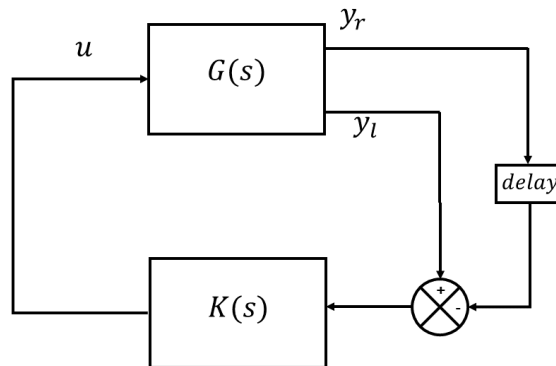 y_r
u
G(s)
y_l
delay
+
-
K(s)